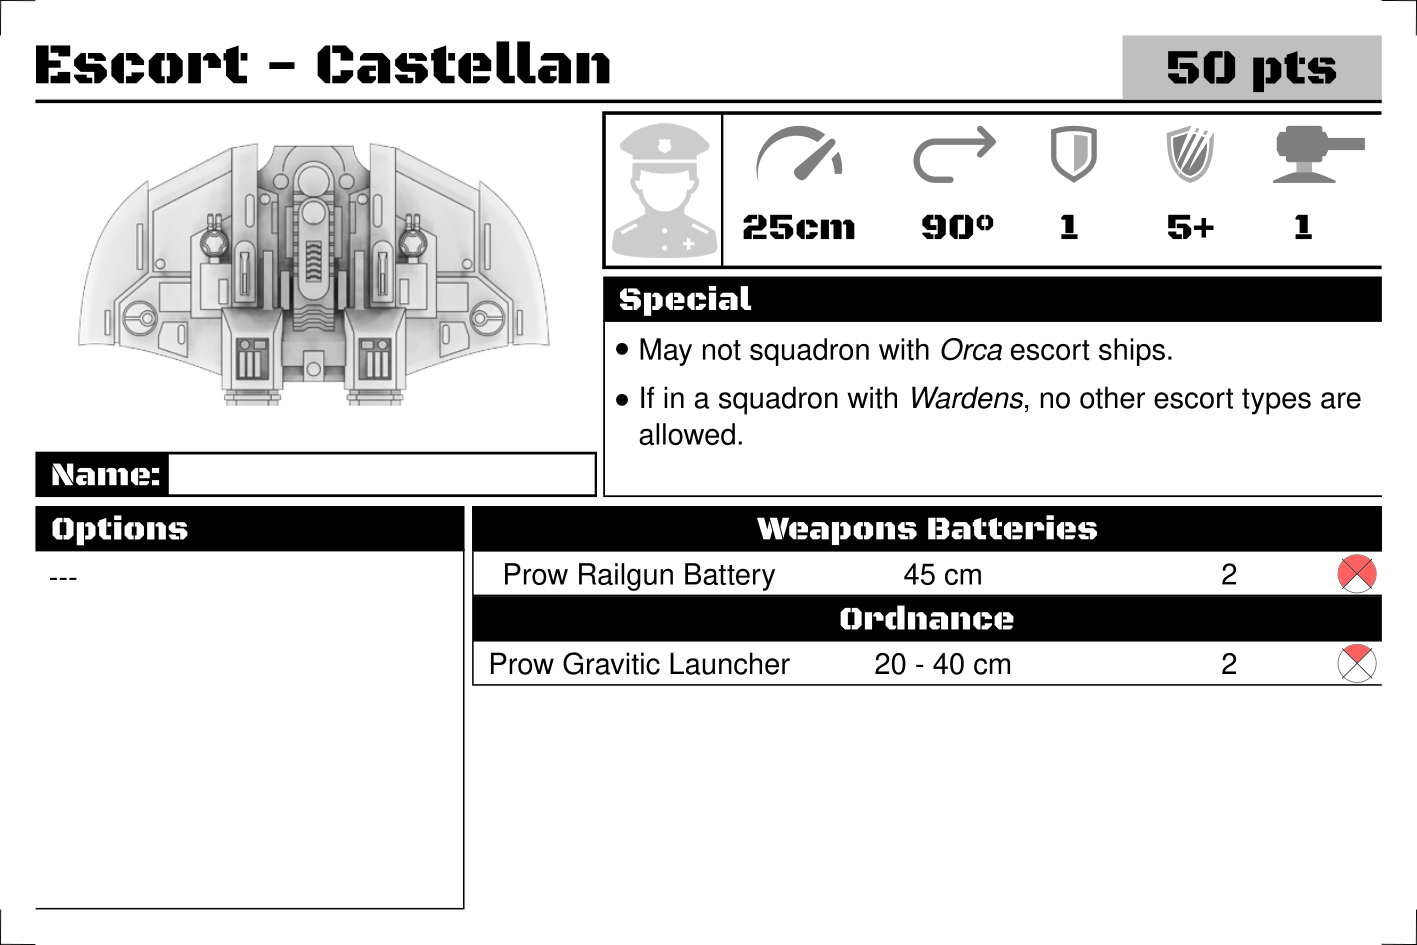 Escort - Castellan
50 pts
25cm 90º 1 5+ 1
Special
• May not squadron with Orca escort ships.
• If in a squadron with Wardens, no other escort types are
allowed.
Name:
Options
---
Weapons Batteries
Prow Railgun Battery 45 cm 2
Ordnance
Prow Gravitic Launcher 20 - 40 cm 2